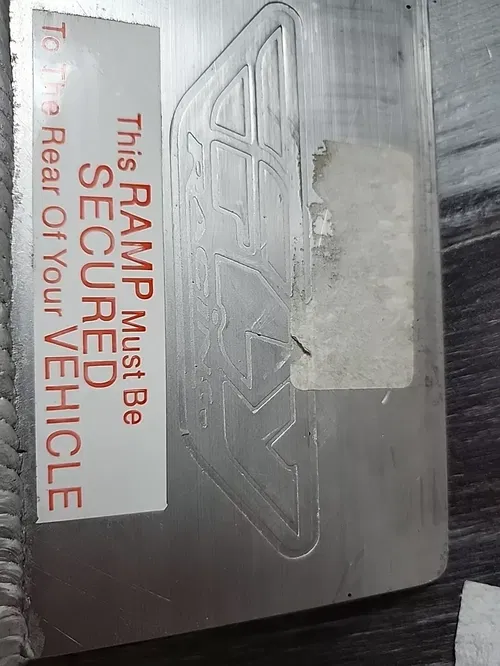 This RAMP Must Be
SECURED
To The Rear Of Your VEHICLE